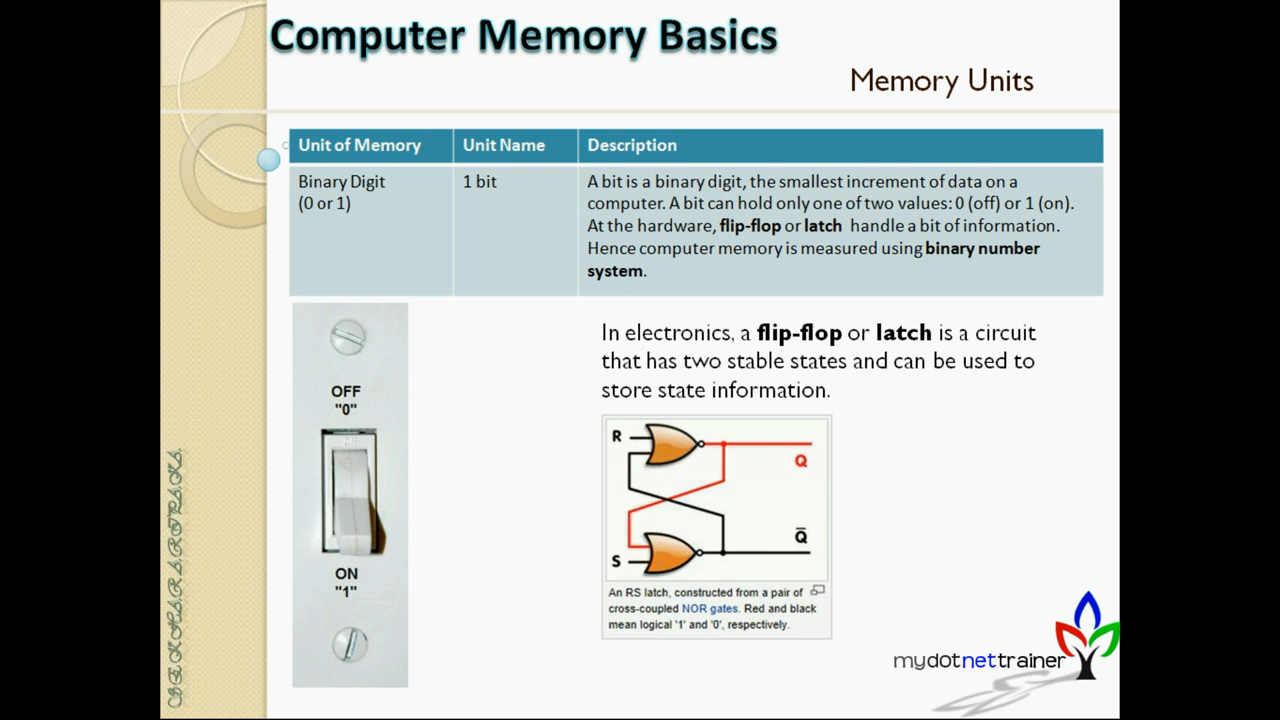 Computer Memory Basics
Memory Units
Unit of Memory
Unit Name
Description
Binary Digit
(0 or 1)
1 bit
A bit is a binary digit, the smallest increment of data on a
computer. A bit can hold only one of two values: 0 (off) or 1 (on).
At the hardware, flip-flop or latch handle a bit of information.
Hence computer memory is measured using binary number
system.
OFF
"0"
ON
"1"
In electronics, a flip-flop or latch is a circuit
that has two stable states and can be used to
store state information.
R
Q
S
Q̅
An RS latch, constructed from a pair of
cross-coupled NOR gates. Red and black
mean logical '1' and '0', respectively.
mydotnettrainer